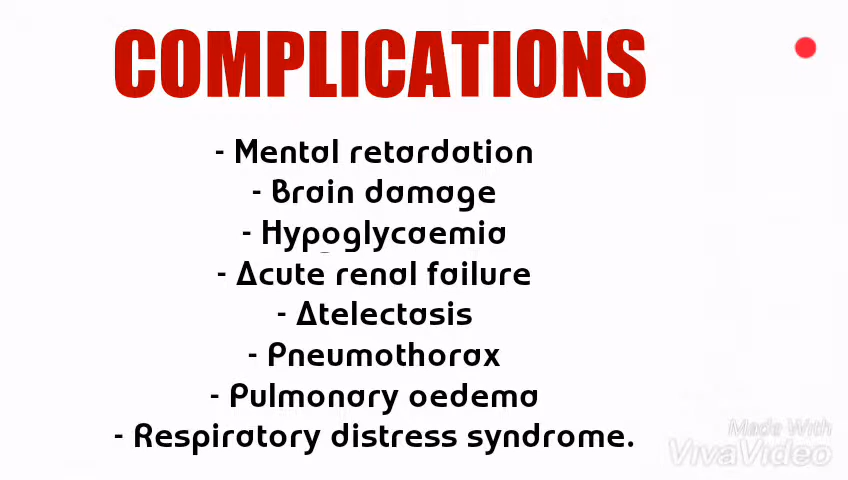 COMPLICATIONS
- Mental retardation
- Brain damage
- Hypoglycaemia
- Acute renal failure
- Atelectasis
- Pneumothorax
- Pulmonary oedema
- Respiratory distress syndrome.
Made With
VivaVideo